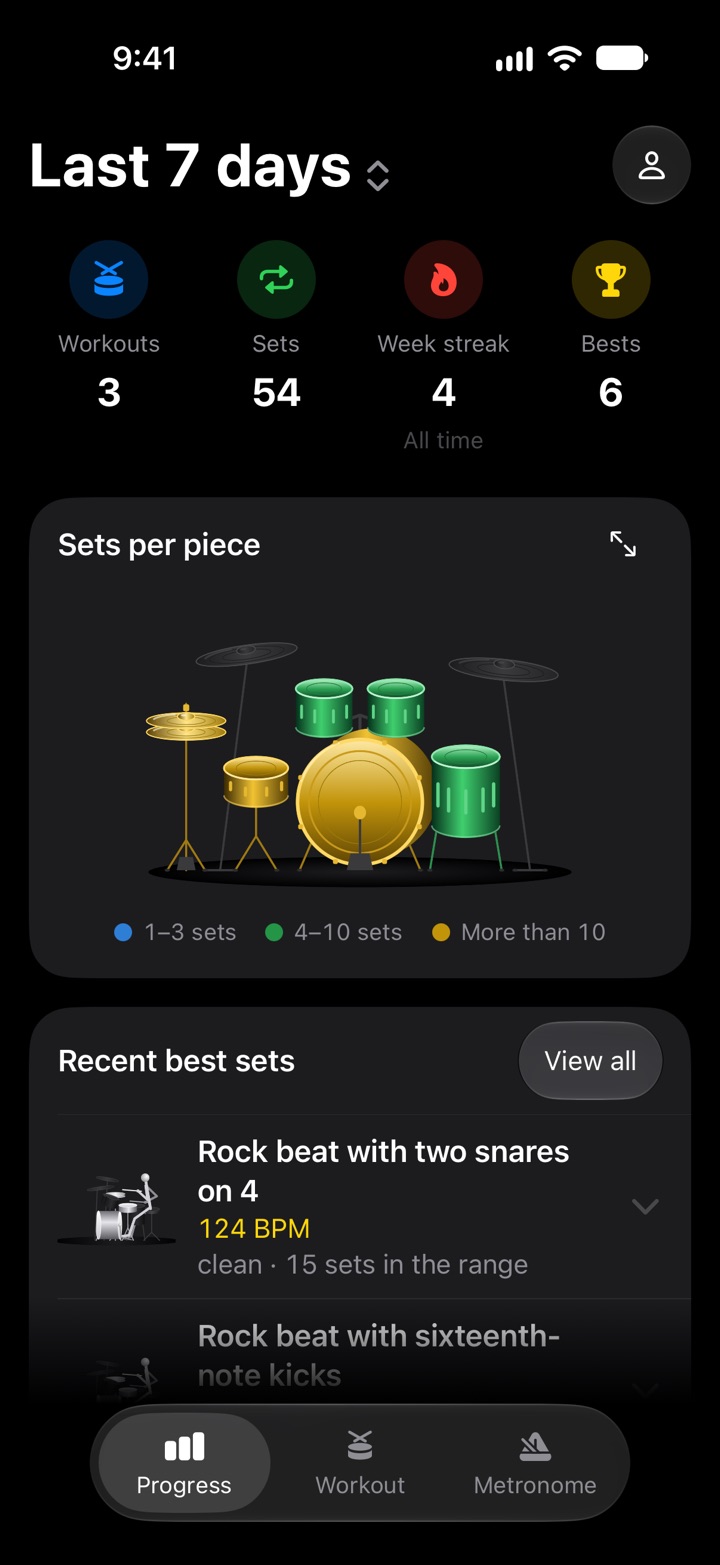 9:41
Last 7 days
Workouts
Sets
Week streak
Bests
3
54
4
6
All time
Sets per piece
1–3 sets
4–10 sets
More than 10
Recent best sets
View all
Rock beat with two snares
on 4
124 BPM
clean · 15 sets in the range
Rock beat with sixteenth-
note kicks
Progress
Workout
Metronome